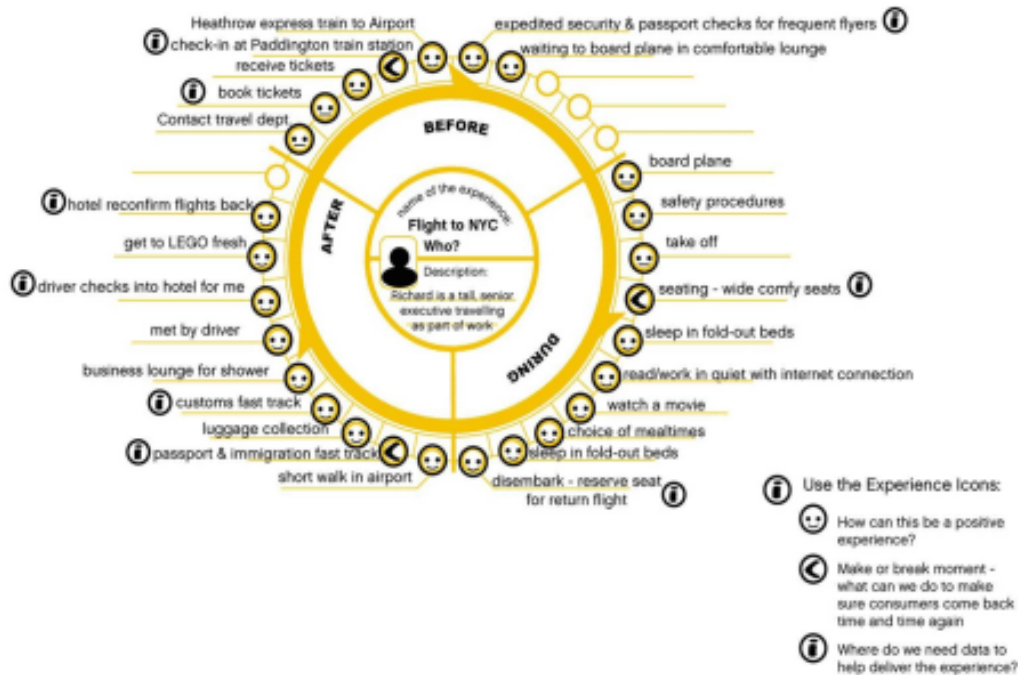 Heathrow express train to Airport
check-in at Paddington train station
receive tickets
book tickets
Contact travel dept.
expedited security & passport checks for frequent flyers
waiting to board plane in comfortable lounge
BEFORE
board plane
safety procedures
take off
seating - wide comfy seats
sleep in fold-out beds
read/work in quiet with internet connection
watch a movie
choice of mealtimes
sleep in fold-out beds
disembark - reserve seat
for return flight
DURING
short walk in airport
passport & immigration fast track
luggage collection
customs fast track
business lounge for shower
met by driver
driver checks into hotel for me
get to LEGO fresh
hotel reconfirm flights back
AFTER
name of the experience:
Flight to NYC
Who?
Description:
Richard is a tall, senior
executive travelling
as part of work
Use the Experience Icons:
How can this be a positive
experience?
Make or break moment -
what can we do to make
sure consumers come back
time and time again
Where do we need data to
help deliver the experience?